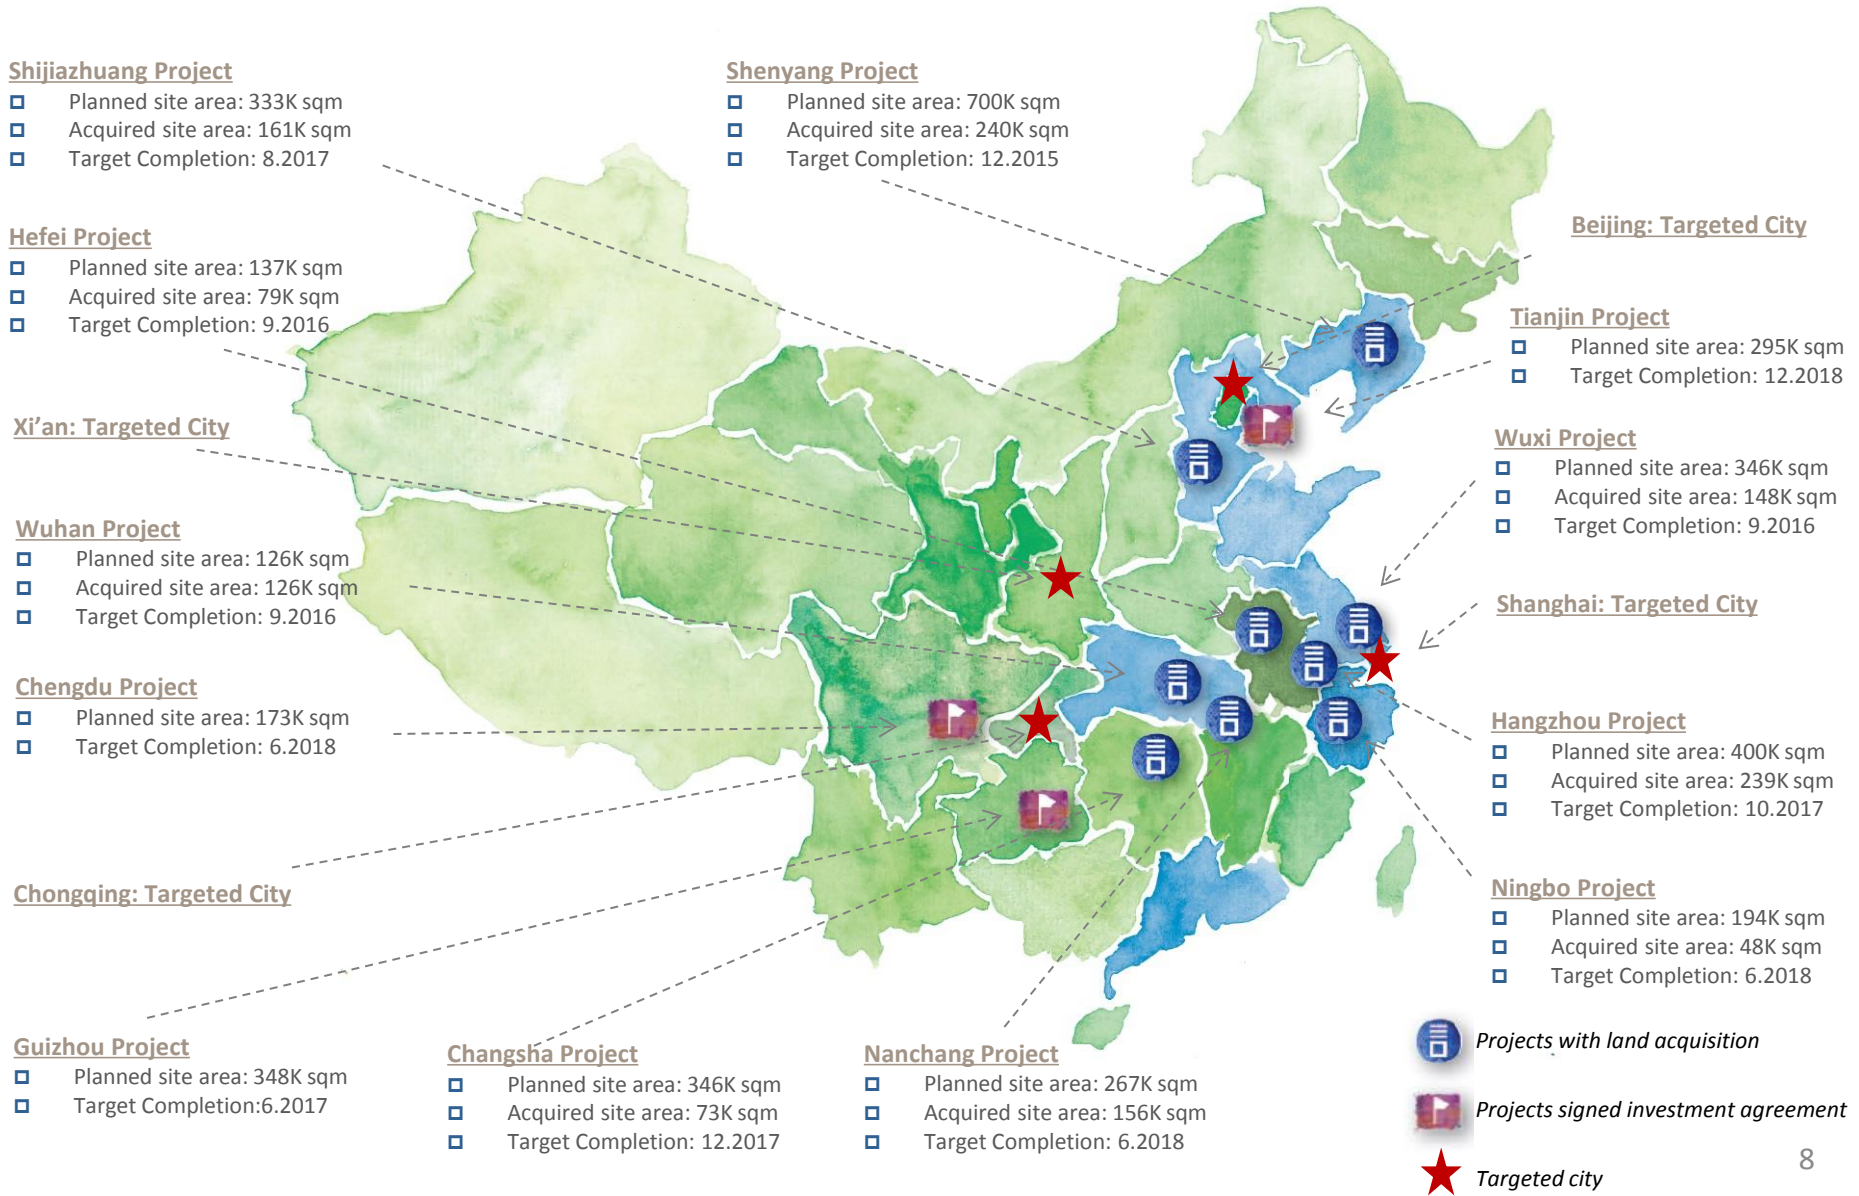 Shijiazhuang Project
Planned site area: 333K sqm
Acquired site area: 161K sqm
Target Completion: 8.2017
Hefei Project
Planned site area: 137K sqm
Acquired site area: 79K sqm
Target Completion: 9.2016
Xi’an: Targeted City
Wuhan Project
Planned site area: 126K sqm
Acquired site area: 126K sqm
Target Completion: 9.2016
Chengdu Project
Planned site area: 173K sqm
Target Completion: 6.2018
Chongqing: Targeted City
Guizhou Project
Planned site area: 348K sqm
Target Completion:6.2017
Changsha Project
Planned site area: 346K sqm
Acquired site area: 73K sqm
Target Completion: 12.2017
Nanchang Project
Planned site area: 267K sqm
Acquired site area: 156K sqm
Target Completion: 6.2018
Shenyang Project
Planned site area: 700K sqm
Acquired site area: 240K sqm
Target Completion: 12.2015
Beijing: Targeted City
Tianjin Project
Planned site area: 295K sqm
Target Completion: 12.2018
Wuxi Project
Planned site area: 346K sqm
Acquired site area: 148K sqm
Target Completion: 9.2016
Shanghai: Targeted City
Hangzhou Project
Planned site area: 400K sqm
Acquired site area: 239K sqm
Target Completion: 10.2017
Ningbo Project
Planned site area: 194K sqm
Acquired site area: 48K sqm
Target Completion: 6.2018
Projects with land acquisition
Projects signed investment agreement
Targeted city
8